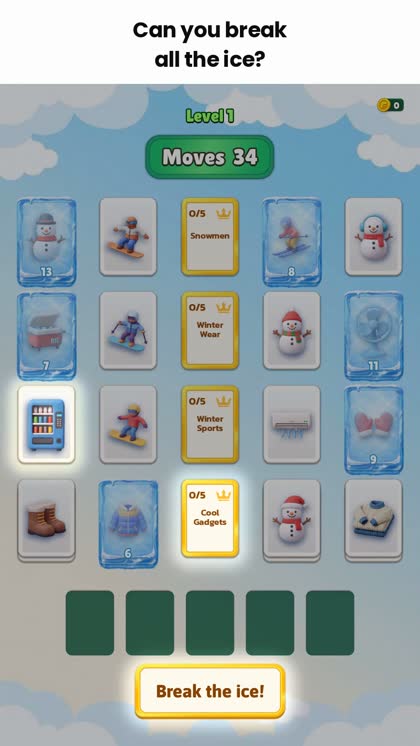 Can you break
all the ice?
Level 1
0
Moves 34
13
0/5
Snowmen
8
7
0/5
Winter
Wear
11
0/5
Winter
Sports
9
6
0/5
Cool
Gadgets
Break the ice!